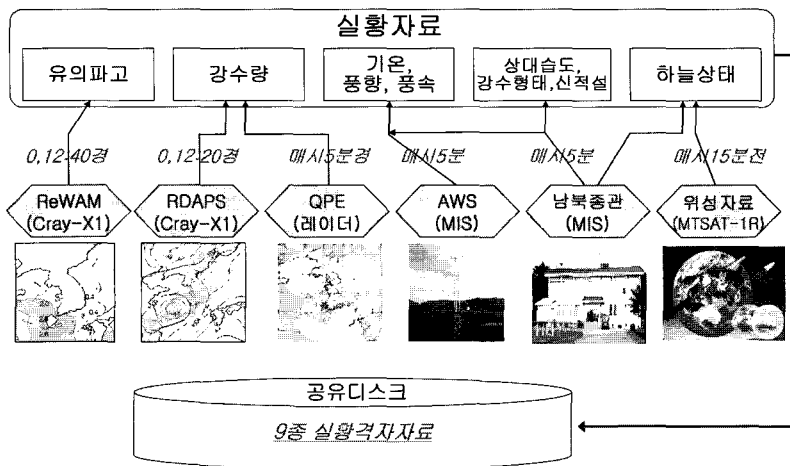 실황자료
유의파고
강수량
기온,
풍향, 풍속
상대습도,
강수형태,신적설
하늘상태
0,12-40경
0,12-20경
매시5분경
매시5분
매시5분
매시15분전
ReWAM
(Cray-X1)
RDAPS
(Cray-X1)
QPE
(레이더)
AWS
(MIS)
남북종관
(MIS)
위성자료
(MTSAT-1R)
공유디스크
9종 실황격자자료